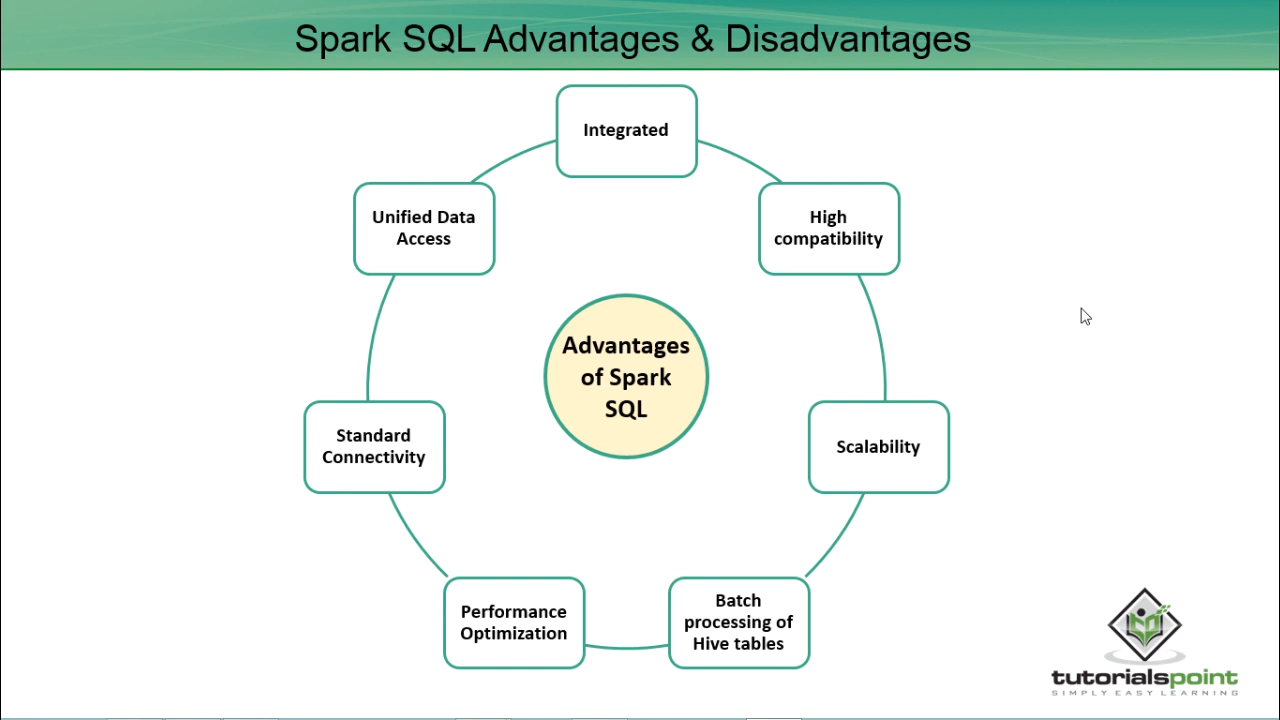 Spark SQL Advantages & Disadvantages
Integrated
Unified Data
Access
High
compatibility
Advantages
of Spark
SQL
Standard
Connectivity
Scalability
Performance
Optimization
Batch
processing of
Hive tables
tutorialspoint
SIMPLY EASY LEARNING